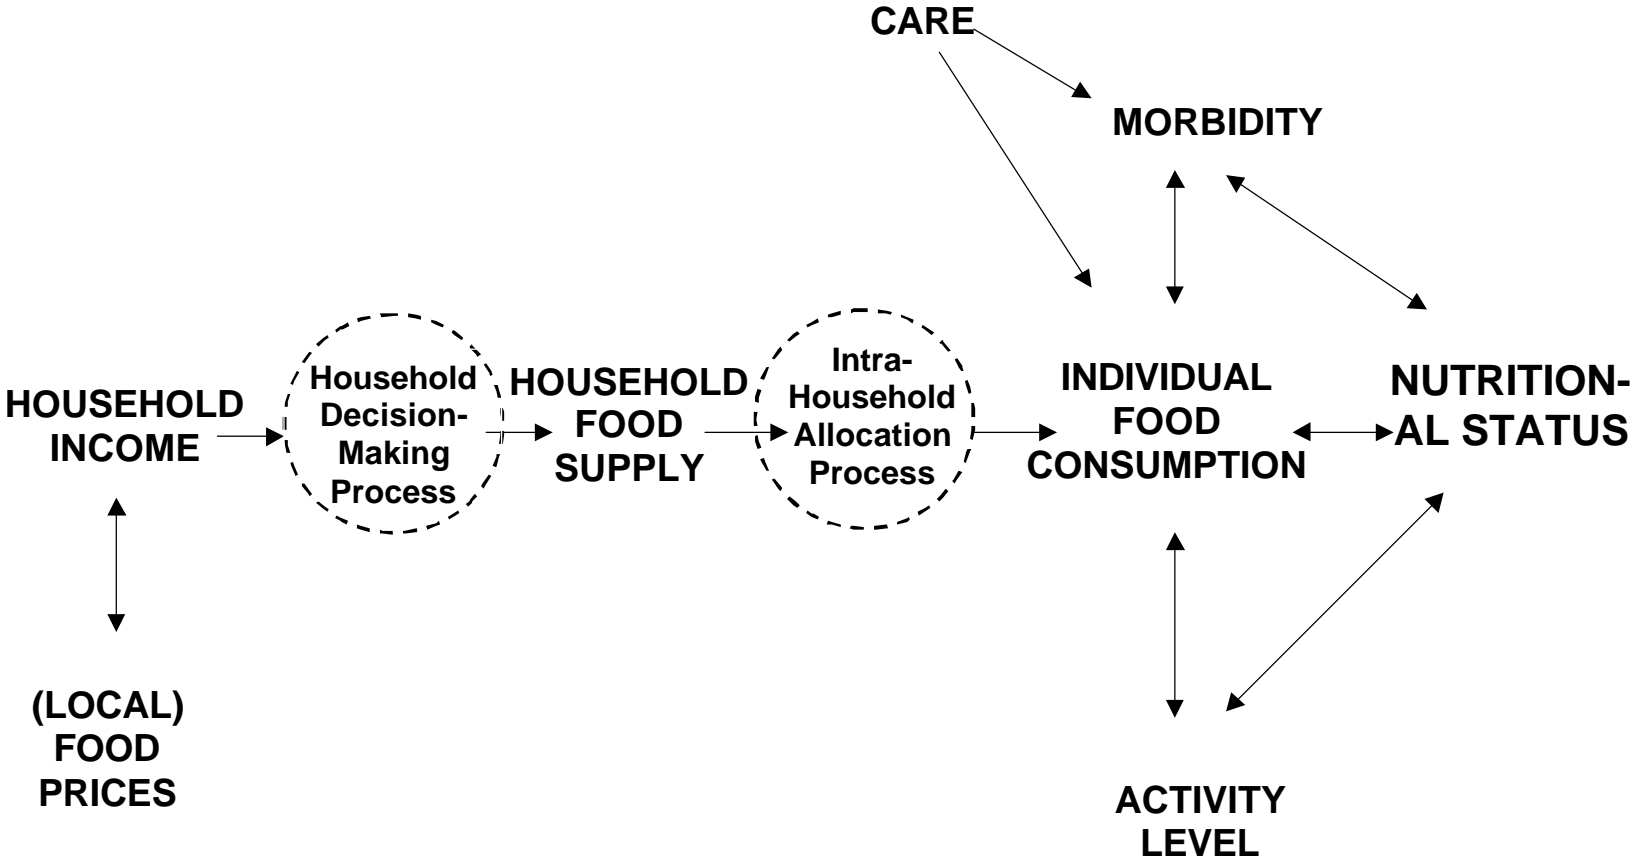 CARE
MORBIDITY
HOUSEHOLD
INCOME
Household
Decision-
Making
Process
HOUSEHOLD
FOOD
SUPPLY
Intra-
Household
Allocation
Process
INDIVIDUAL
FOOD
CONSUMPTION
NUTRITION-
AL STATUS
(LOCAL)
FOOD
PRICES
ACTIVITY
LEVEL